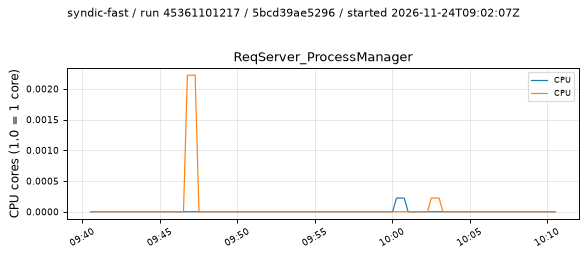 syndic-fast / run 45361101217 / 5bcd39ae5296 / started 2026-11-24T09:02:07Z
ReqServer_ProcessManager
CPU cores (1.0 = 1 core)
0.0020
0.0015
0.0010
0.0005
0.0000
CPU
CPU
09:40
09:45
09:50
09:55
10:00
10:05
10:10